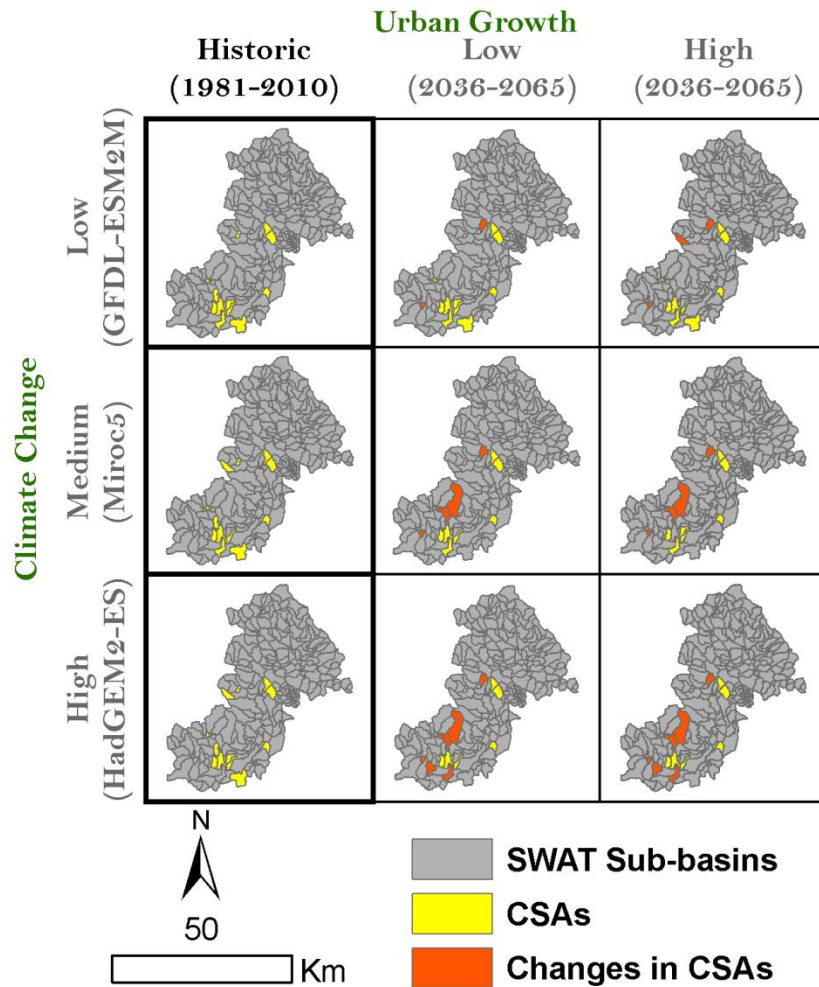 Urban Growth
Historic
(1981-2010)
Low
(2036-2065)
High
(2036-2065)
Climate Change
Low
(GFDL-ESM2M)
Medium
(Miroc5)
High
(HadGEM2-ES)
N
50
Km
SWAT Sub-basins
CSAs
Changes in CSAs